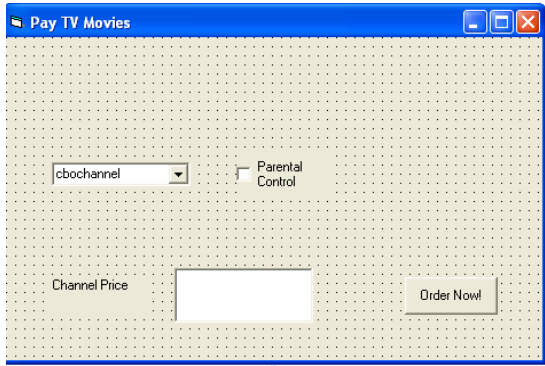 Pay TV Movies
cbochannel
Parental
Control
Channel Price
Order Now!